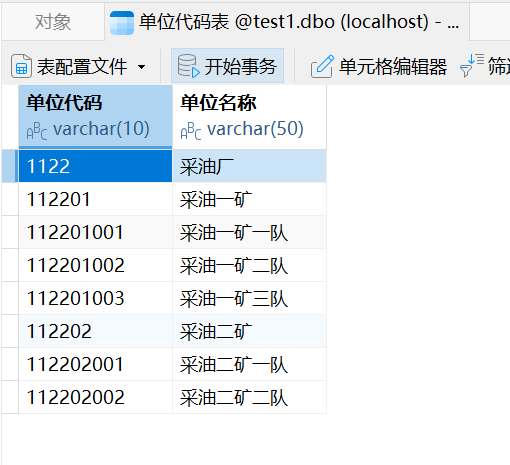 对象
单位代码表 @test1.dbo (localhost) - ...
表配置文件 开始事务 单元格编辑器 筛选
单位代码 单位名称
ABC varchar(10) ABC varchar(50)
1122 采油厂
112201 采油一矿
112201001 采油一矿一队
112201002 采油一矿二队
112201003 采油一矿三队
112202 采油二矿
112202001 采油二矿一队
112202002 采油二矿二队